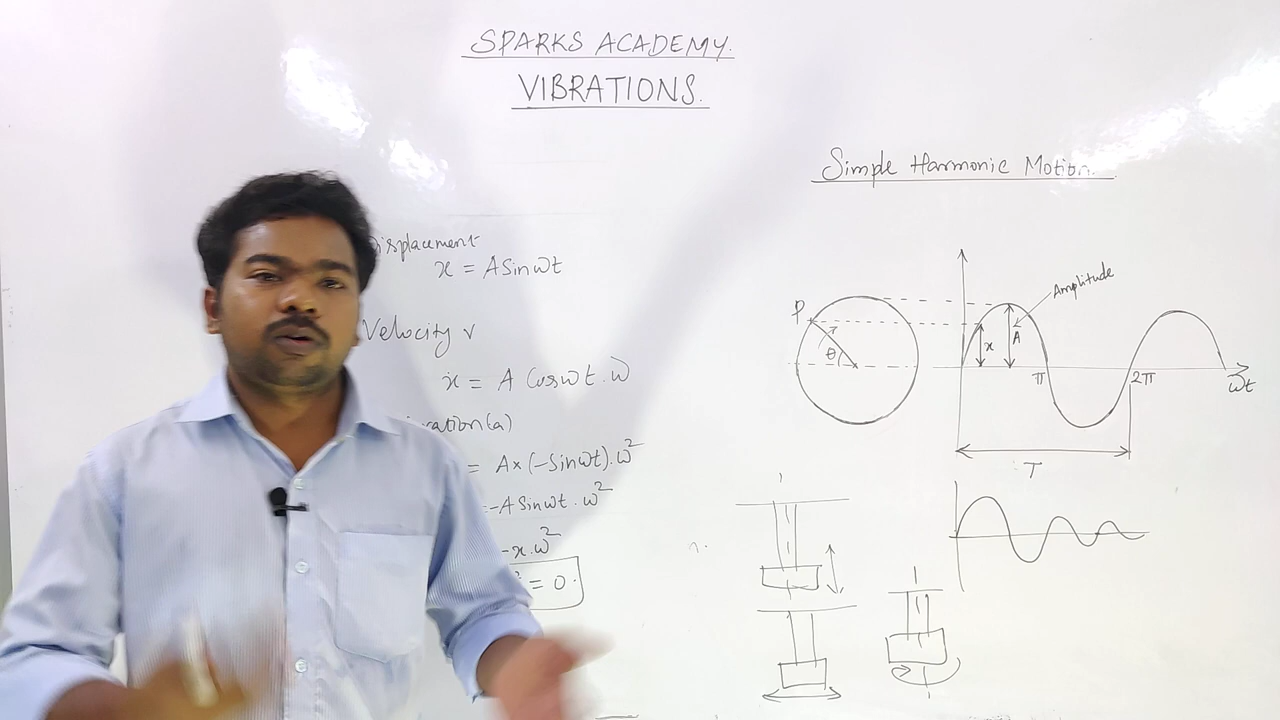 SPARKS ACADEMY.
VIBRATIONS.
Simple Harmonic Motion.
isplacement
x = A Sin ωt
Velocity v
ẋ = A Cos ωt . ω
ration (a)
= A × (-Sin ωt) . ω²
= -A Sin ωt . ω²
-x . ω²
² = 0.
Amplitude
P
θ
x
A
π
2π
ωt
T